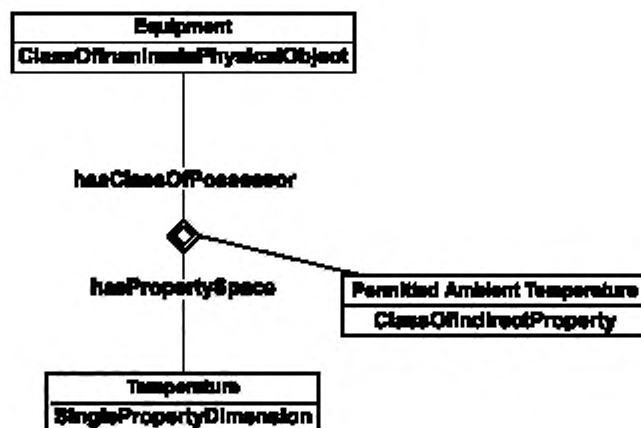 Equipment
ClassOfInanimatePhysicalObject
hasClassOfPossessor
hasPropertySpace
Permitted Ambient Temperature
ClassOfIndirectProperty
Temperature
SinglePropertyDimension